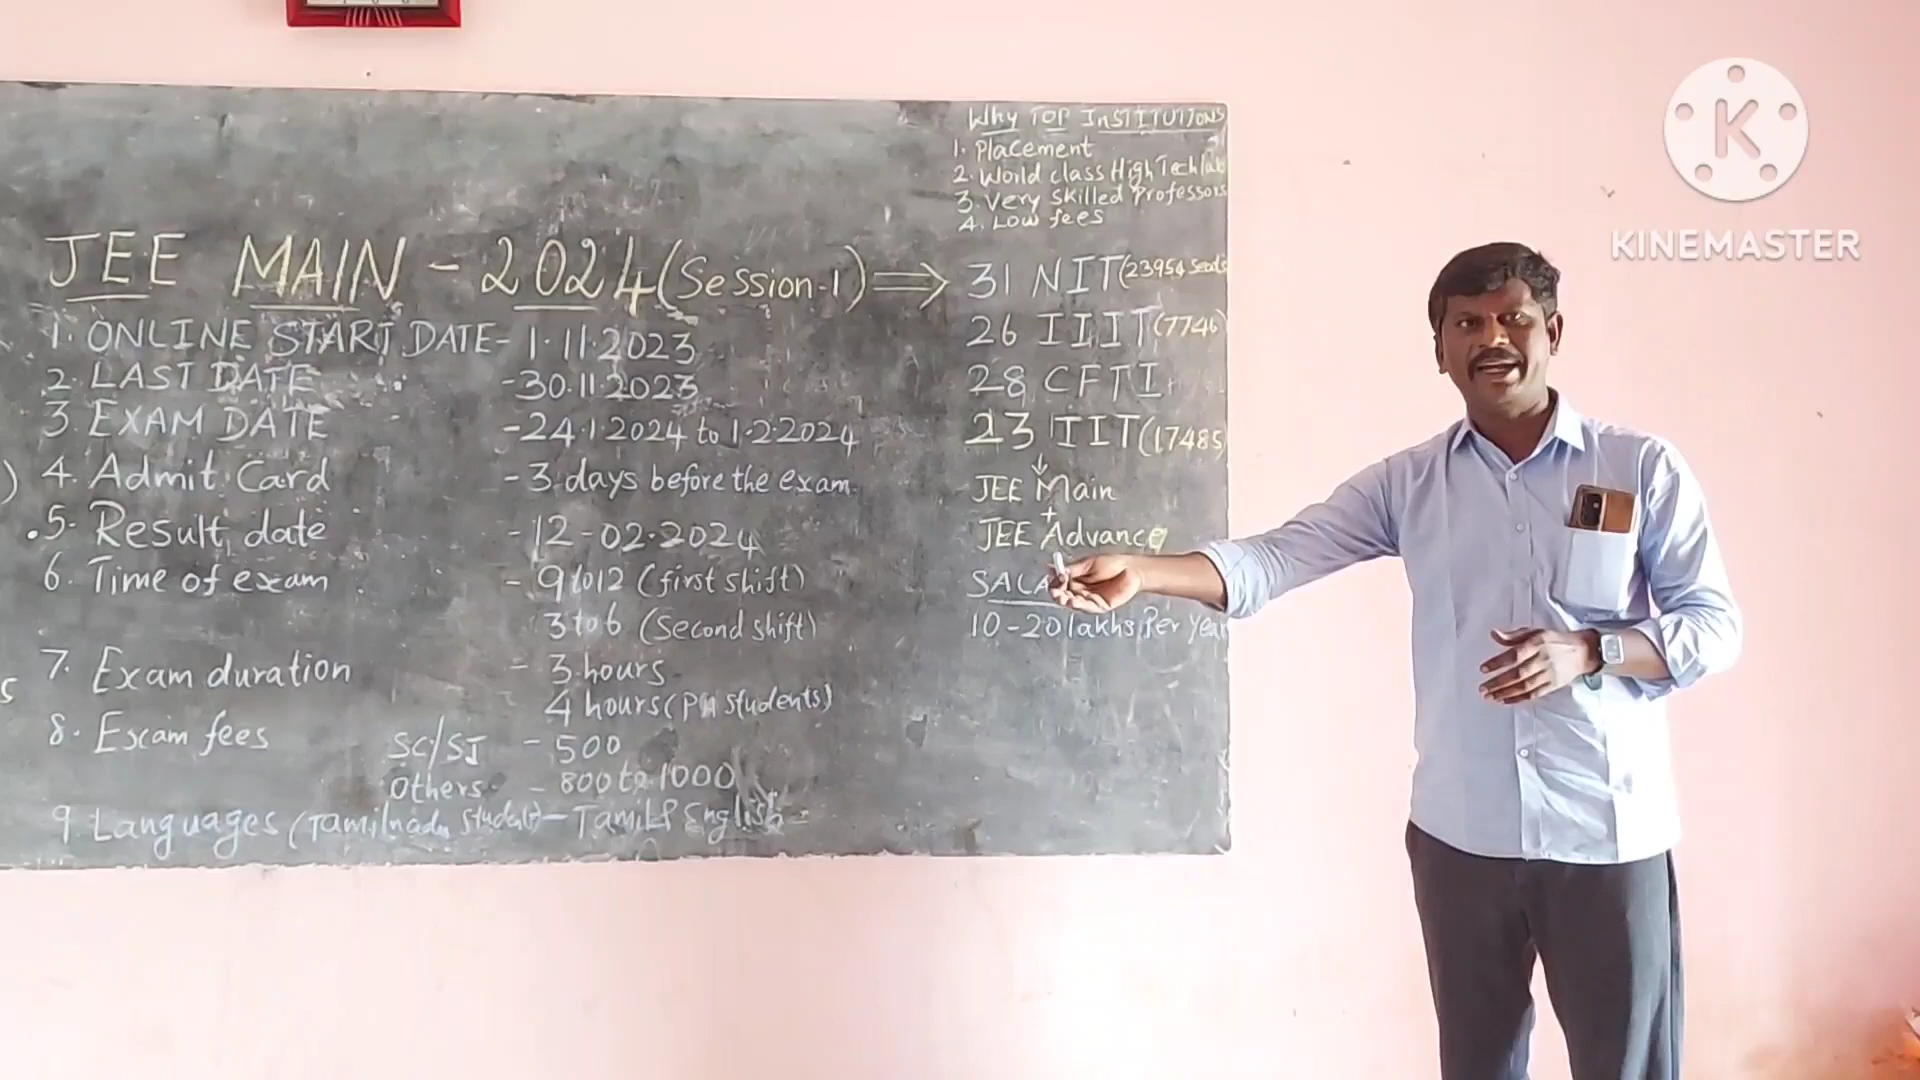 Why TOP InSTITUTIONS
1. Placement
2. World class High Tech lab
3. Very skilled Professors
4. Low fees
JEE MAIN - 2024 (Session-1) ⇒
1. ONLINE START DATE - 1.11.2023
2. LAST DATE - 30.11.2023
3. EXAM DATE - 24.1.2024 to 1.2.2024
4. Admit Card - 3 days before the exam
5. Result date - 12-02.2024
6. Time of exam - 9 to 12 (first shift)
3 to 6 (Second shift)
7. Exam duration - 3 hours
4 hours (PH students)
8. Exam fees SC/ST - 500
Others - 800 to 1000
9. Languages (Tamilnadu Student) - Tamil & English
31 NIT (23954 Seats
26 IIIT (7746)
28 CFTI
23 IIT (17485)
↓
JEE Main
+
JEE Advance
SALA
10-20 lakhs Per Year
K
KINEMASTER